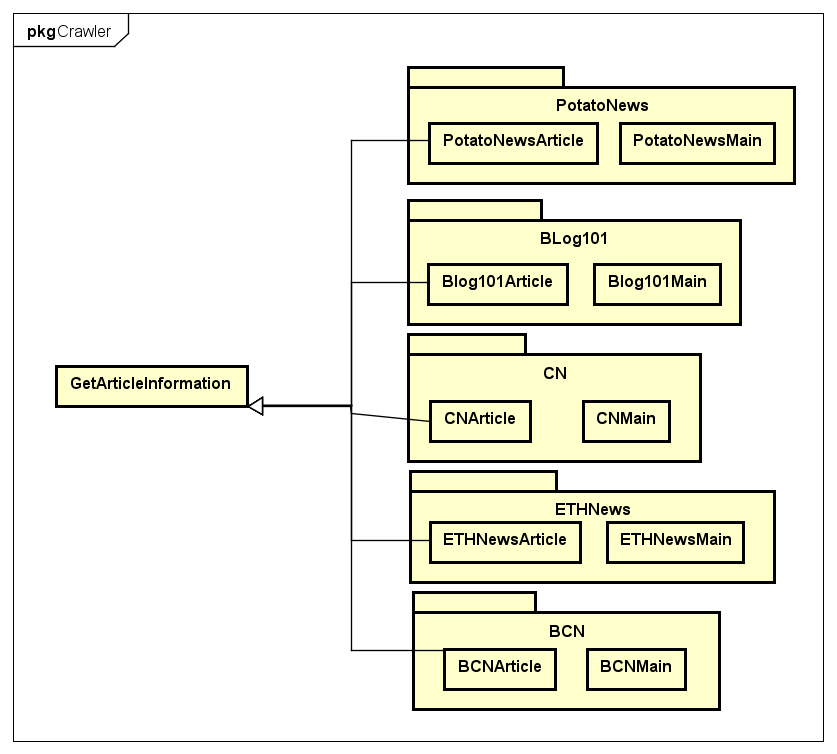 pkgCrawler
PotatoNews
PotatoNewsArticle PotatoNewsMain
BLog101
Blog101Article Blog101Main
GetArticleInformation
CN
CNArticle CNMain
ETHNews
ETHNewsArticle ETHNewsMain
BCN
BCNArticle BCNMain